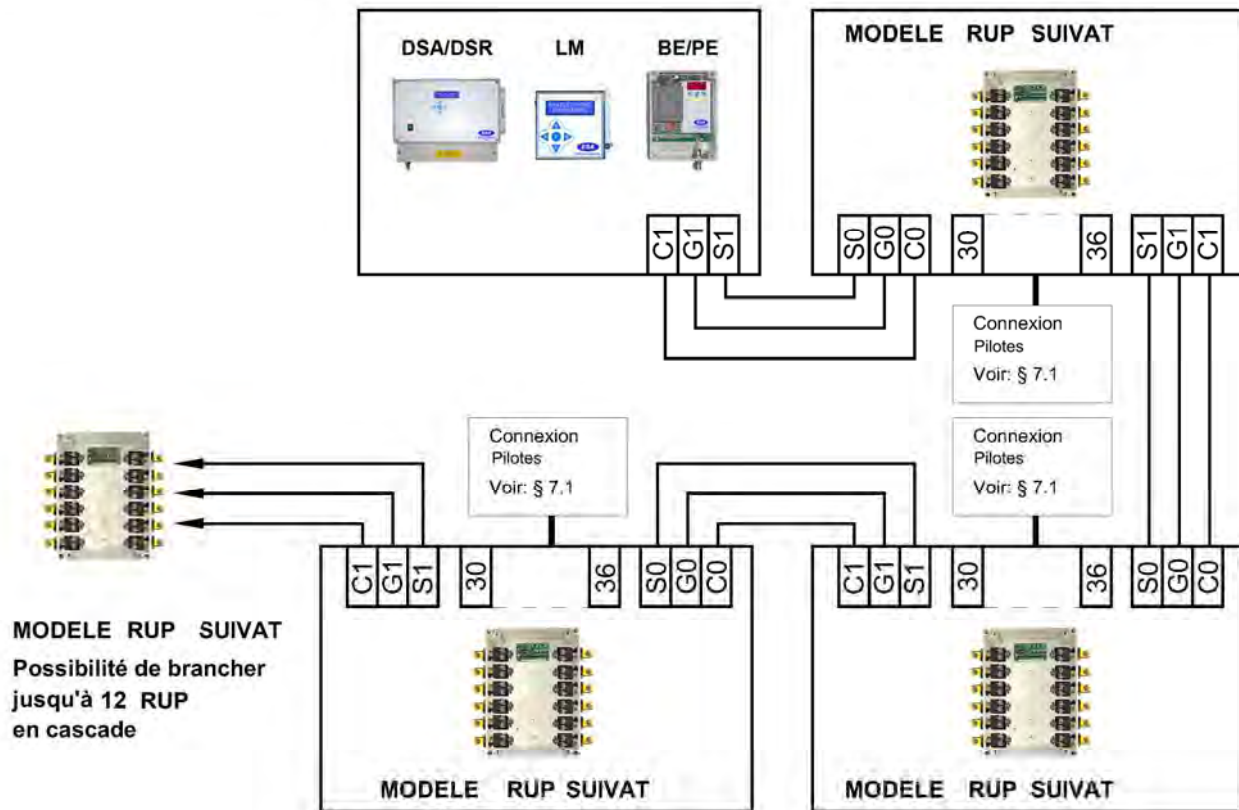 DSA/DSR LM BE/PE
C1 G1 S1
MODELE RUP SUIVAT
S0 G0 C0 30 36 S1 G1 C1
Connexion
Pilotes
Voir: § 7.1
Connexion
Pilotes
Voir: § 7.1
Connexion
Pilotes
Voir: § 7.1
C1 G1 S1 30 36 S0 G0 C0
MODELE RUP SUIVAT
C1 G1 S1 30 36 S0 G0 C0
MODELE RUP SUIVAT
MODELE RUP SUIVAT
Possibilité de brancher
jusqu'à 12 RUP
en cascade